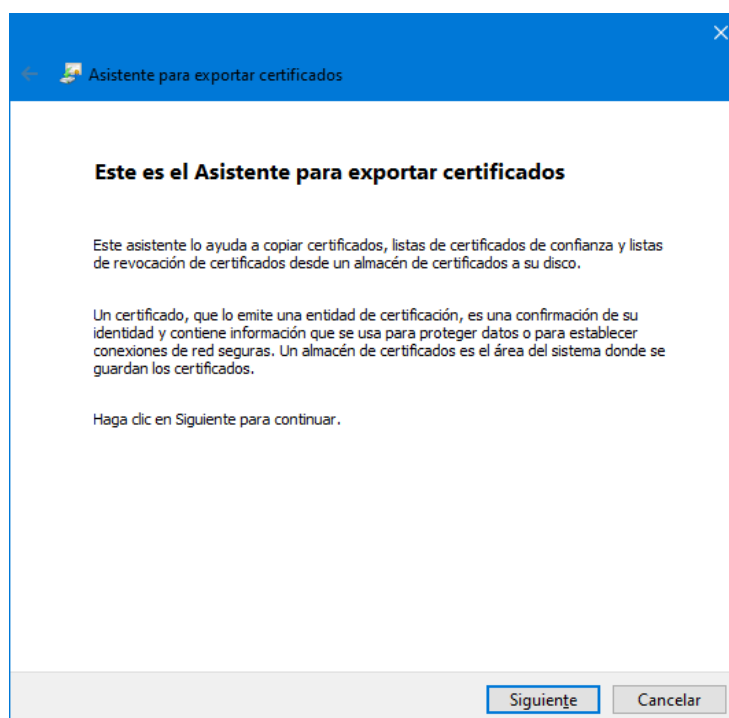 Asistente para exportar certificados
Este es el Asistente para exportar certificados
Este asistente lo ayuda a copiar certificados, listas de certificados de confianza y listas
de revocación de certificados desde un almacén de certificados a su disco.
Un certificado, que lo emite una entidad de certificación, es una confirmación de su
identidad y contiene información que se usa para proteger datos o para establecer
conexiones de red seguras. Un almacén de certificados es el área del sistema donde se
guardan los certificados.
Haga clic en Siguiente para continuar.
Siguiente
Cancelar